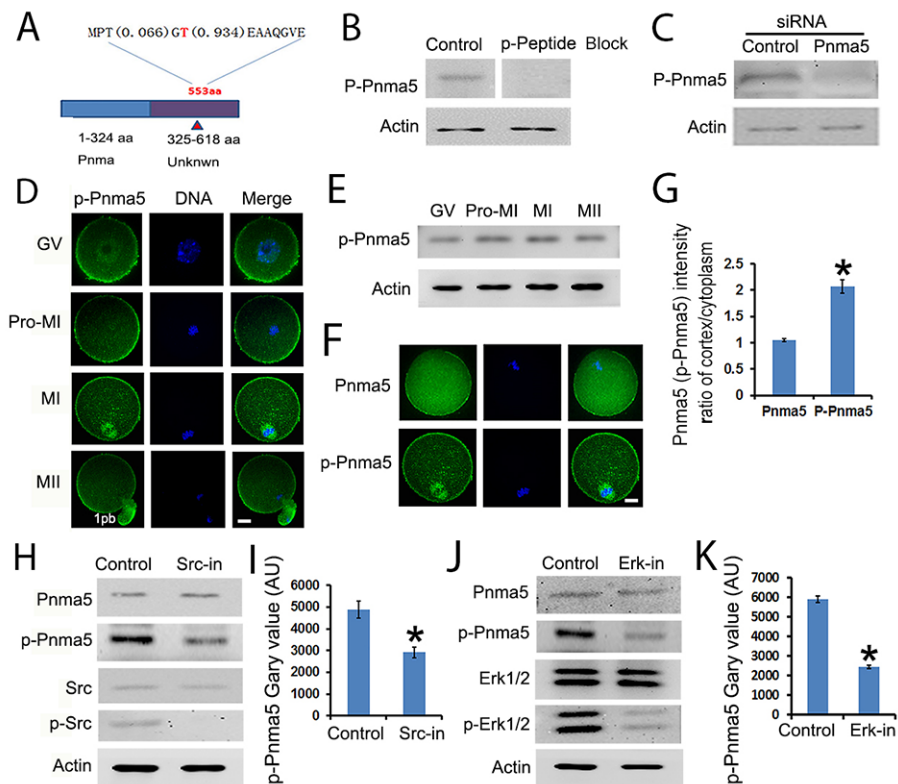 A
MPT(0.066)GT(0.934)EAAQGVE
553aa
1-324 aa
325-618 aa
Pnma
Unknwn
B
Control p-Peptide Block
P-Pnma5
Actin
C
siRNA
Control Pnma5
P-Pnma5
Actin
D
p-Pnma5 DNA Merge
GV
Pro-MI
MI
MII
1pb
E
GV Pro-MI MI MII
p-Pnma5
Actin
F
Pnma5
p-Pnma5
G
Pnma5 (p-Pnma5) intensity
ratio of cortex/cytoplasm
2.5
2
1.5
1
0.5
0
*
Pnma5 P-Pnma5
H
Control Src-in
Pnma5
p-Pnma5
Src
p-Src
Actin
I
p-Pnma5 Gary value (AU)
6000
5000
4000
3000
2000
1000
0
*
Control Src-in
J
Control Erk-in
Pnma5
p-Pnma5
Erk1/2
p-Erk1/2
Actin
K
p-Pnma5 Gary value (AU)
7000
6000
5000
4000
3000
2000
1000
0
*
Control Erk-in